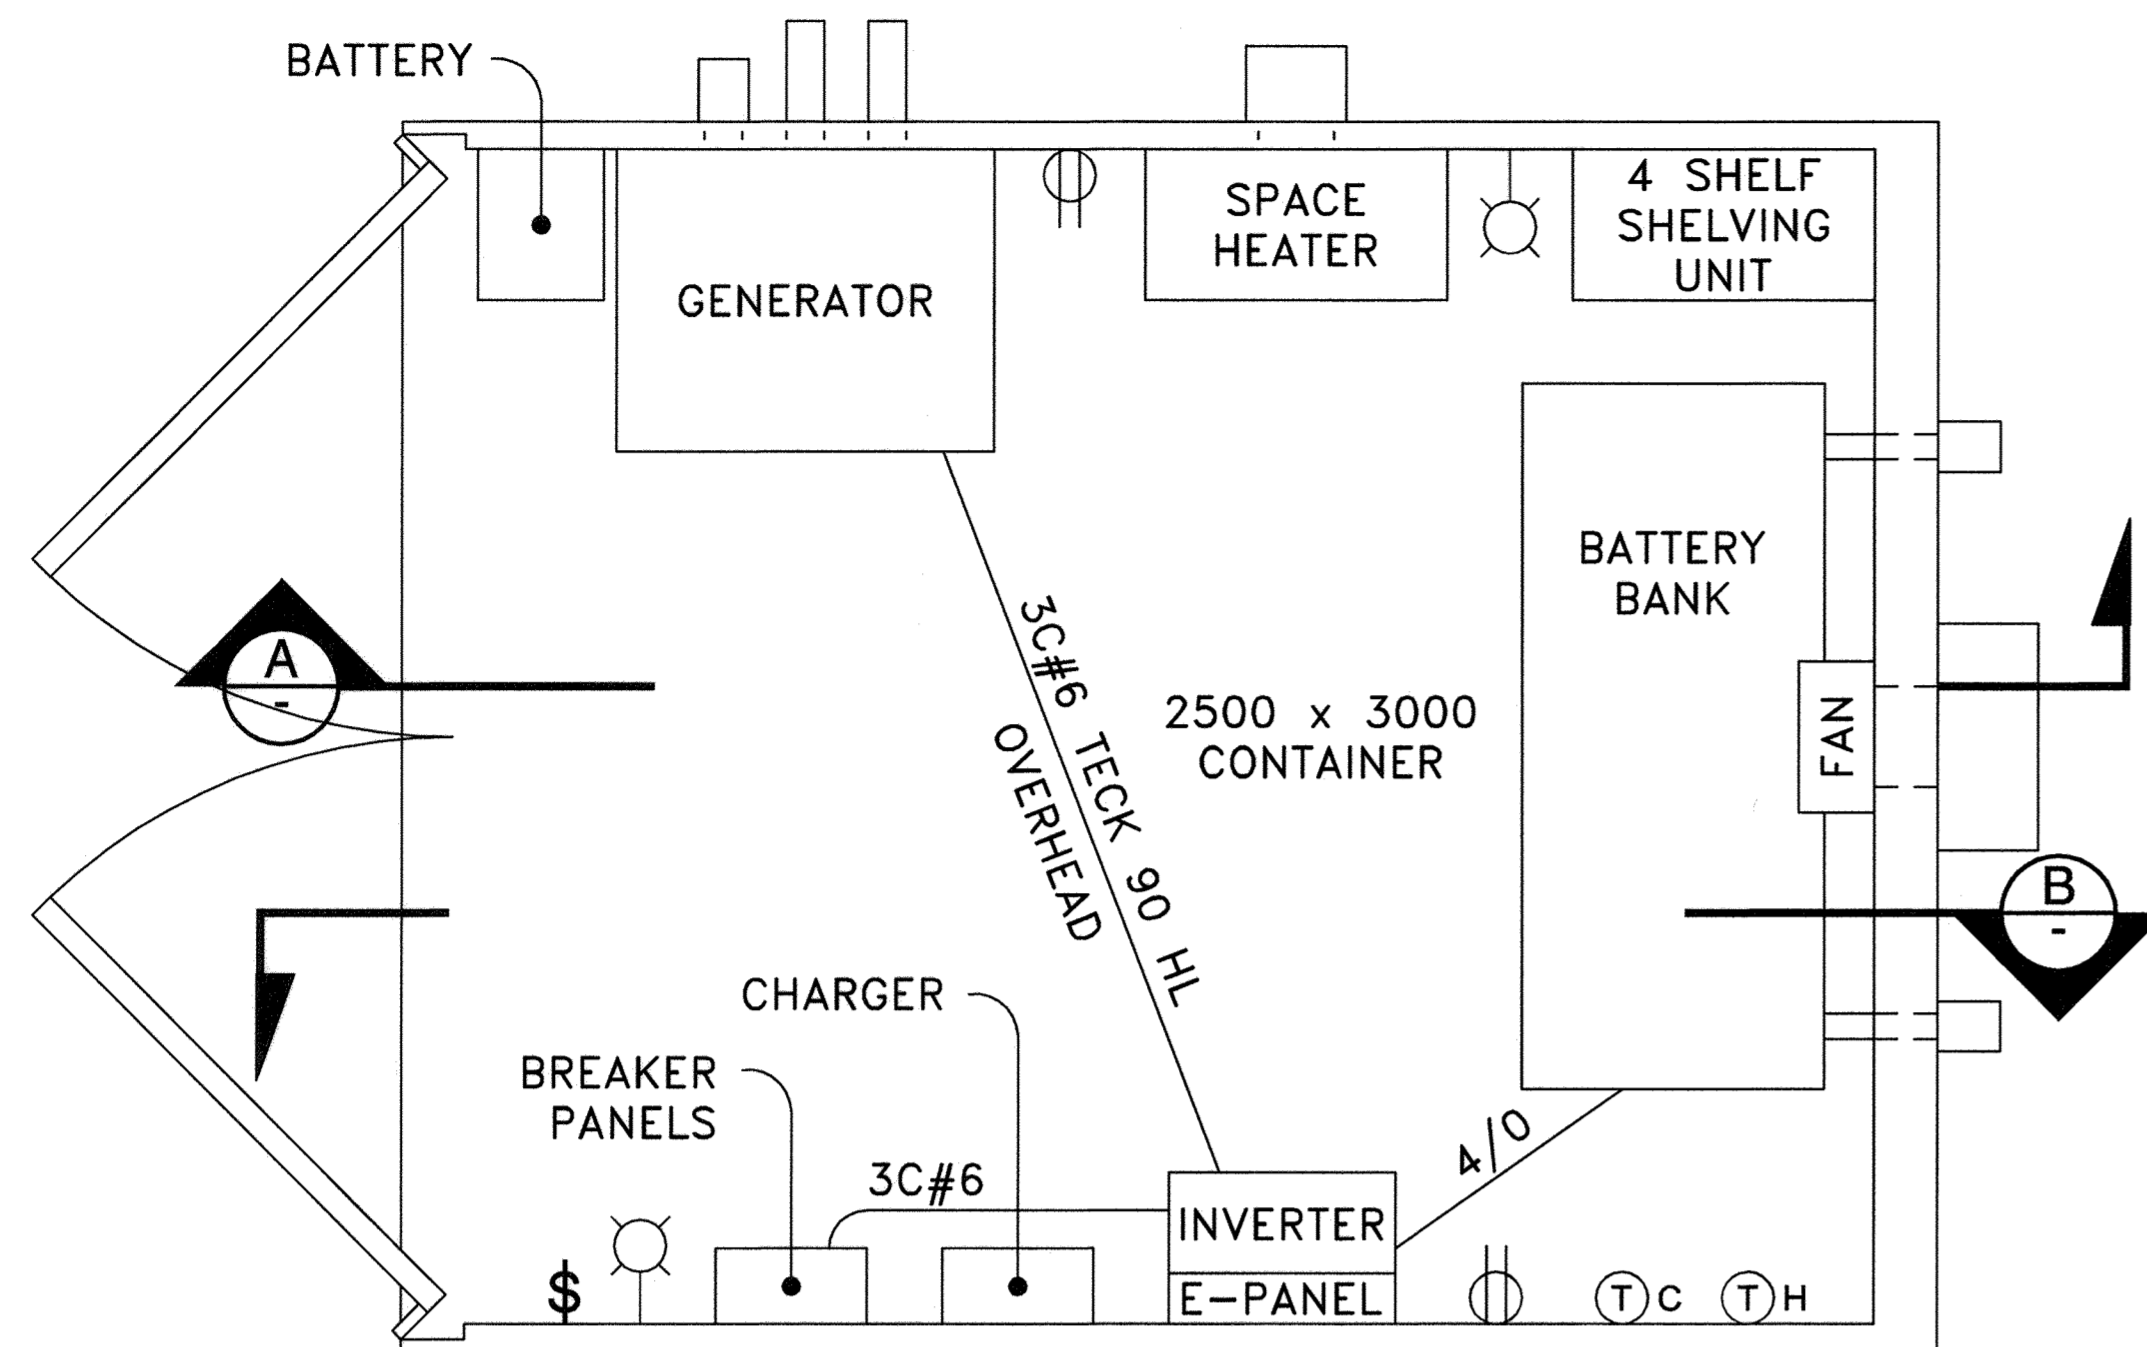 BATTERY
4 SHELF
SHELVING
UNIT
SPACE
HEATER
GENERATOR
BATTERY
BANK
3C#6 TECK 90 HL
OVERHEAD
A
-
2500 x 3000
CONTAINER
FAN
B
-
CHARGER
BREAKER
PANELS
3C#6
4/0
INVERTER
E-PANEL
$
T C
T H